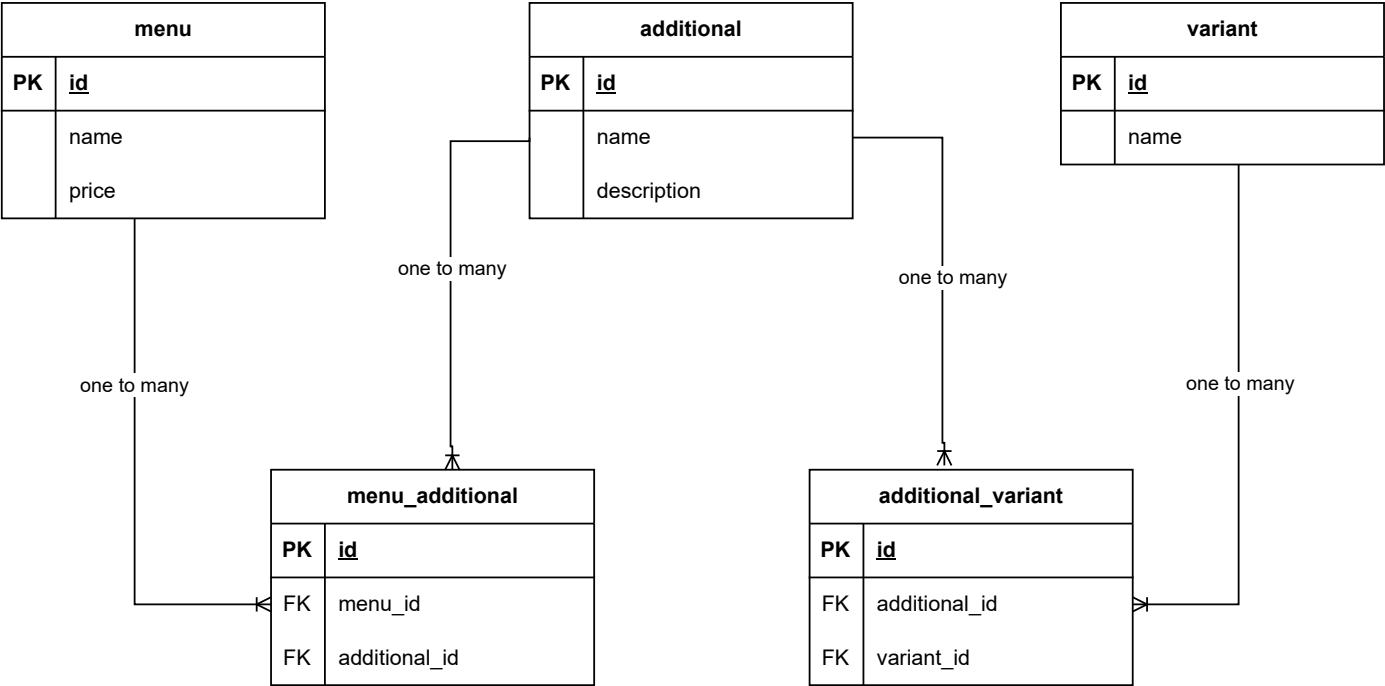 menu
PK id
name
price
additional
PK id
name
description
variant
PK id
name
one to many
one to many
one to many
one to many
menu_additional
PK id
FK menu_id
FK additional_id
additional_variant
PK id
FK additional_id
FK variant_id